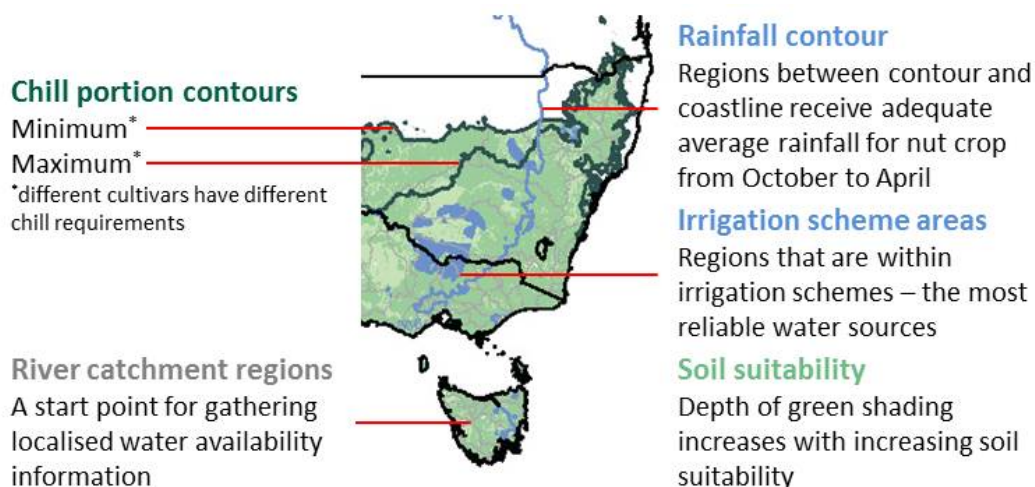 Chill portion contours
Minimum*
Maximum*
*different cultivars have different
chill requirements
River catchment regions
A start point for gathering
localised water availability
information
Rainfall contour
Regions between contour and
coastline receive adequate
average rainfall for nut crop
from October to April
Irrigation scheme areas
Regions that are within
irrigation schemes – the most
reliable water sources
Soil suitability
Depth of green shading
increases with increasing soil
suitability